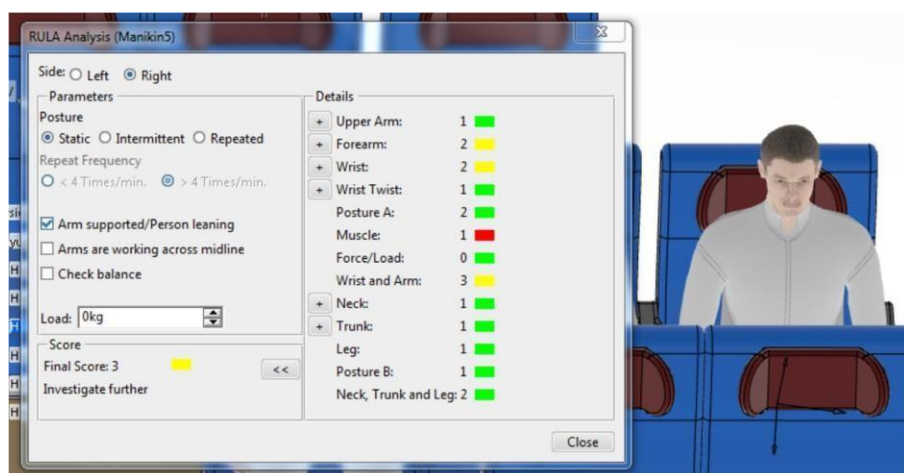 RULA Analysis (Manikin5)
Side: Left Right
Parameters
Posture
Static Intermittent Repeated
Repeat Frequency
< 4 Times/min. > 4 Times/min.
Arm supported/Person leaning
Arms are working across midline
Check balance
Load: 0kg
Score
Final Score: 3
<<
Investigate further
Details
+ Upper Arm: 1
+ Forearm: 2
+ Wrist: 2
+ Wrist Twist: 1
Posture A: 2
Muscle: 1
Force/Load: 0
Wrist and Arm: 3
+ Neck: 1
+ Trunk: 1
Leg: 1
Posture B: 1
Neck, Trunk and Leg: 2
Close
H
H
H
H
H
H